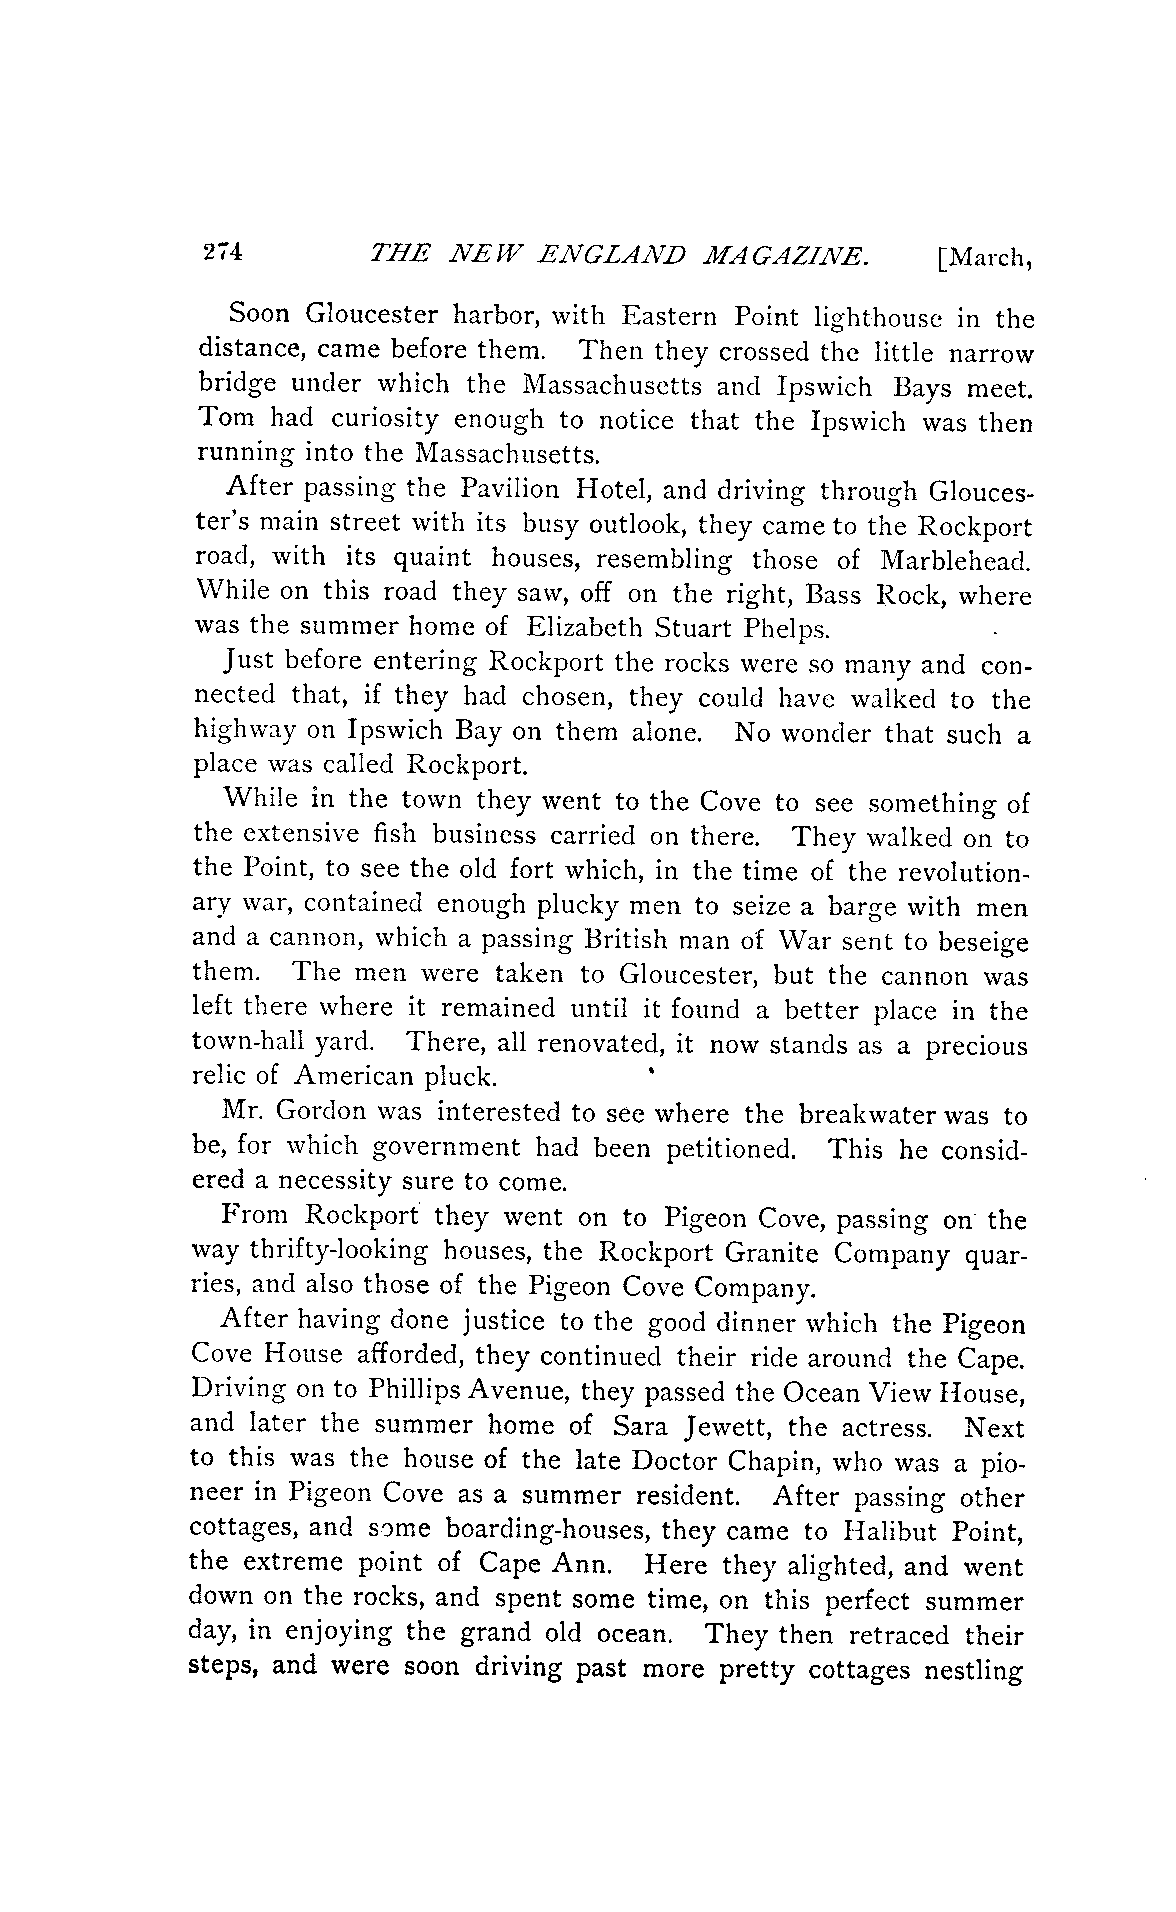 274 THE NEW ENGLAND MAGAZINE. [March,
Soon Gloucester harbor, with Eastern Point lighthouse in the
distance, came before them. Then they crossed the little narrow
bridge under which the Massachusetts and Ipswich Bays meet.
Tom had curiosity enough to notice that the Ipswich was then
running into the Massachusetts.
After passing the Pavilion Hotel, and driving through Glouces-
ter's main street with its busy outlook, they came to the Rockport
road, with its quaint houses, resembling those of Marblehead.
While on this road they saw, off on the right, Bass Rock, where
was the summer home of Elizabeth Stuart Phelps.
Just before entering Rockport the rocks were so many and con-
nected that, if they had chosen, they could have walked to the
highway on Ipswich Bay on them alone. No wonder that such a
place was called Rockport.
While in the town they went to the Cove to see something of
the extensive fish business carried on there. They walked on to
the Point, to see the old fort which, in the time of the revolution-
ary war, contained enough plucky men to seize a barge with men
and a cannon, which a passing British man of War sent to beseige
them. The men were taken to Gloucester, but the cannon was
left there where it remained until it found a better place in the
town-hall yard. There, all renovated, it now stands as a precious
relic of American pluck.
Mr. Gordon was interested to see where the breakwater was to
be, for which government had been petitioned. This he consid-
ered a necessity sure to come.
From Rockport they went on to Pigeon Cove, passing on the
way thrifty-looking houses, the Rockport Granite Company quar-
ries, and also those of the Pigeon Cove Company.
After having done justice to the good dinner which the Pigeon
Cove House afforded, they continued their ride around the Cape.
Driving on to Phillips Avenue, they passed the Ocean View House,
and later the summer home of Sara Jewett, the actress. Next
to this was the house of the late Doctor Chapin, who was a pio-
neer in Pigeon Cove as a summer resident. After passing other
cottages, and some boarding-houses, they came to Halibut Point,
the extreme point of Cape Ann. Here they alighted, and went
down on the rocks, and spent some time, on this perfect summer
day, in enjoying the grand old ocean. They then retraced their
steps, and were soon driving past more pretty cottages nestling